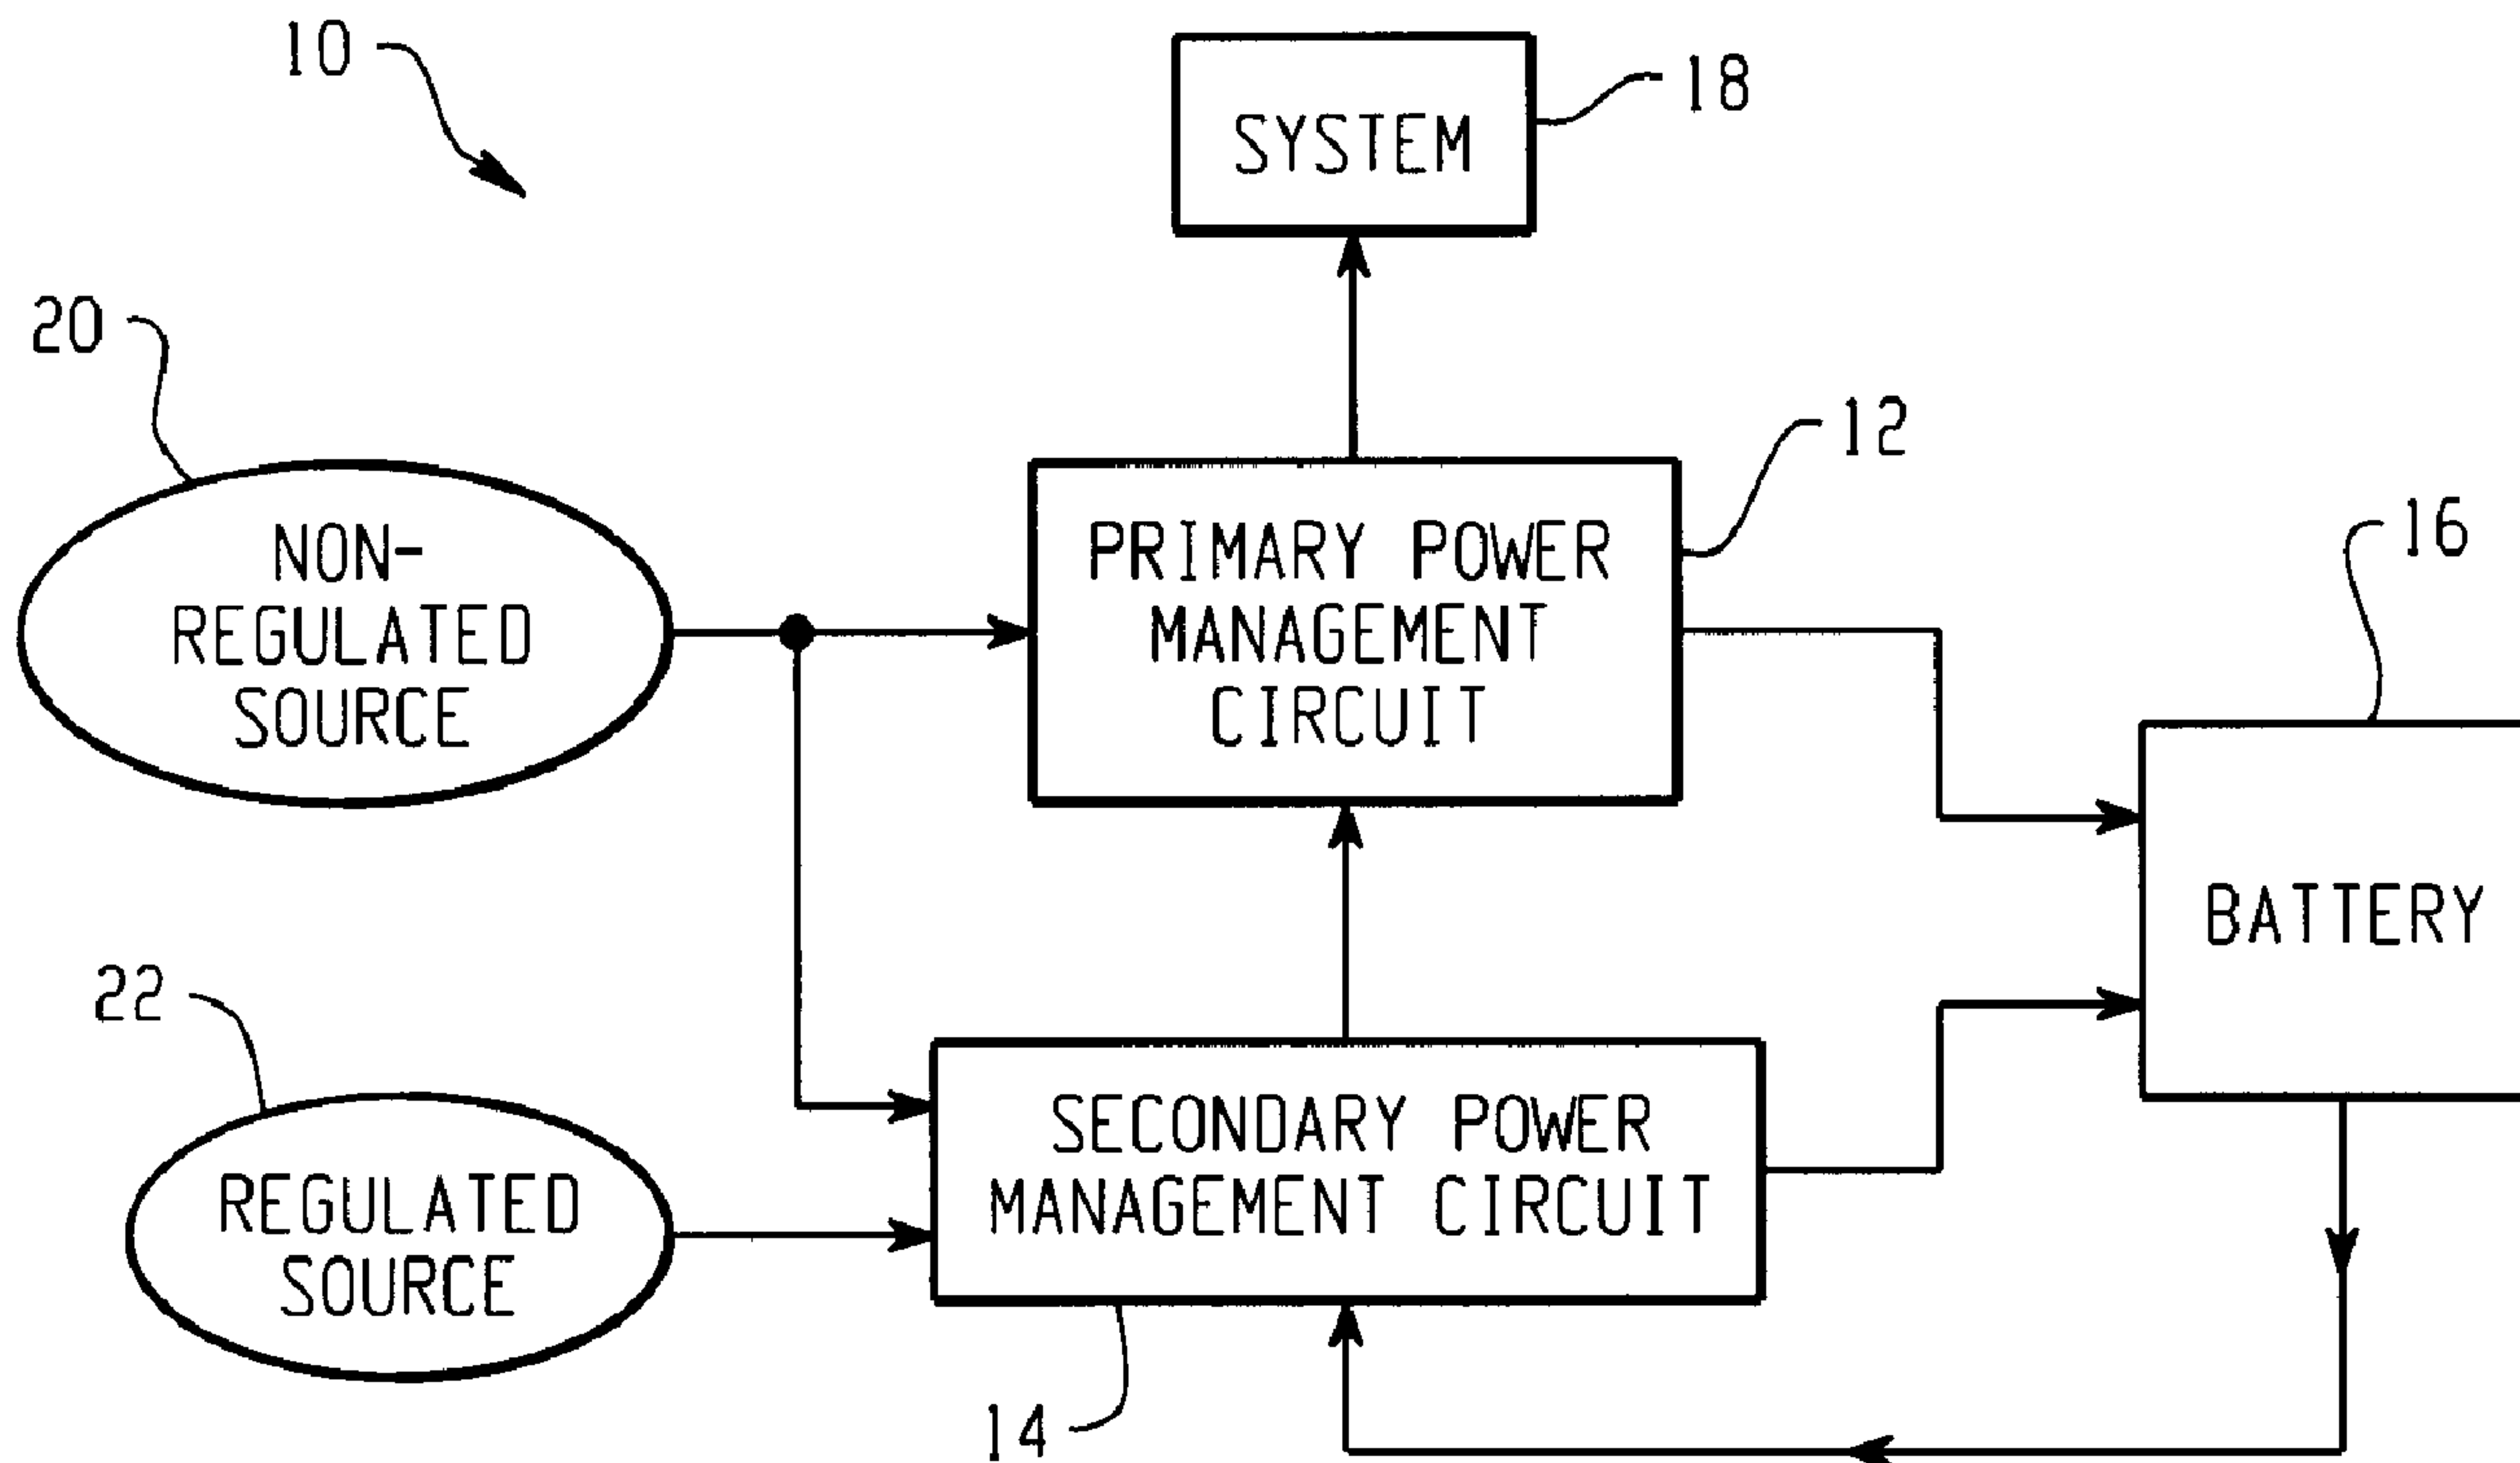 10
SYSTEM
18
20
12
NON-
REGULATED
SOURCE
PRIMARY POWER
MANAGEMENT
CIRCUIT
16
BATTERY
22
SECONDARY POWER
MANAGEMENT CIRCUIT
REGULATED
SOURCE
14